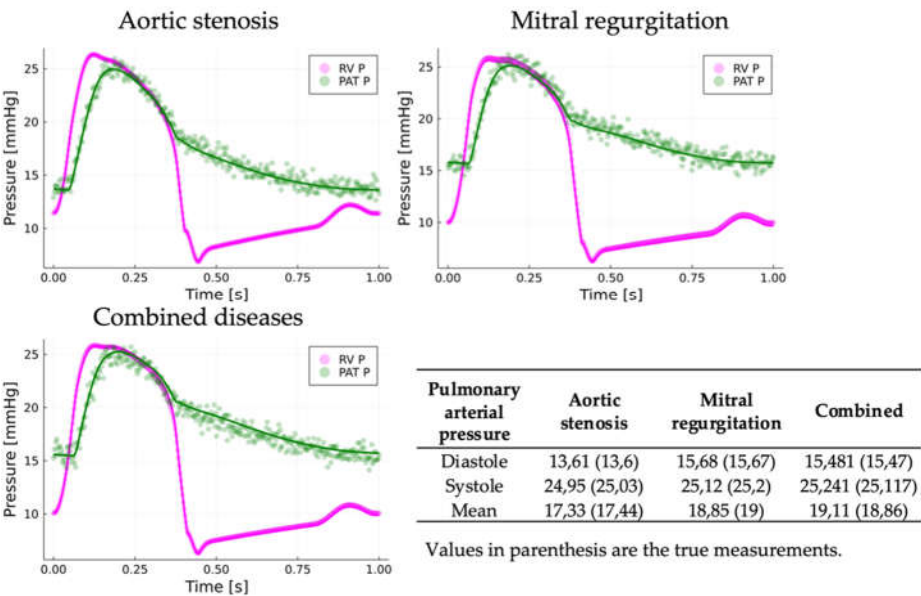 Aortic stenosis
Pressure [mmHg]
25
20
15
10
RV P
PAT P
0.00 0.25 0.50 0.75 1.00
Time [s]
Mitral regurgitation
Pressure [mmHg]
25
20
15
10
RV P
PAT P
0.00 0.25 0.50 0.75 1.00
Time [s]
Combined diseases
Pressure [mmHg]
25
20
15
10
RV P
PAT P
0.00 0.25 0.50 0.75 1.00
Time [s]
Pulmonary
arterial
pressure
Aortic
stenosis
Mitral
regurgitation
Combined
Diastole 13,61 (13,6) 15,68 (15,67) 15,481 (15,47)
Systole 24,95 (25,03) 25,12 (25,2) 25,241 (25,117)
Mean 17,33 (17,44) 18,85 (19) 19,11 (18,86)
Values in parenthesis are the true measurements.